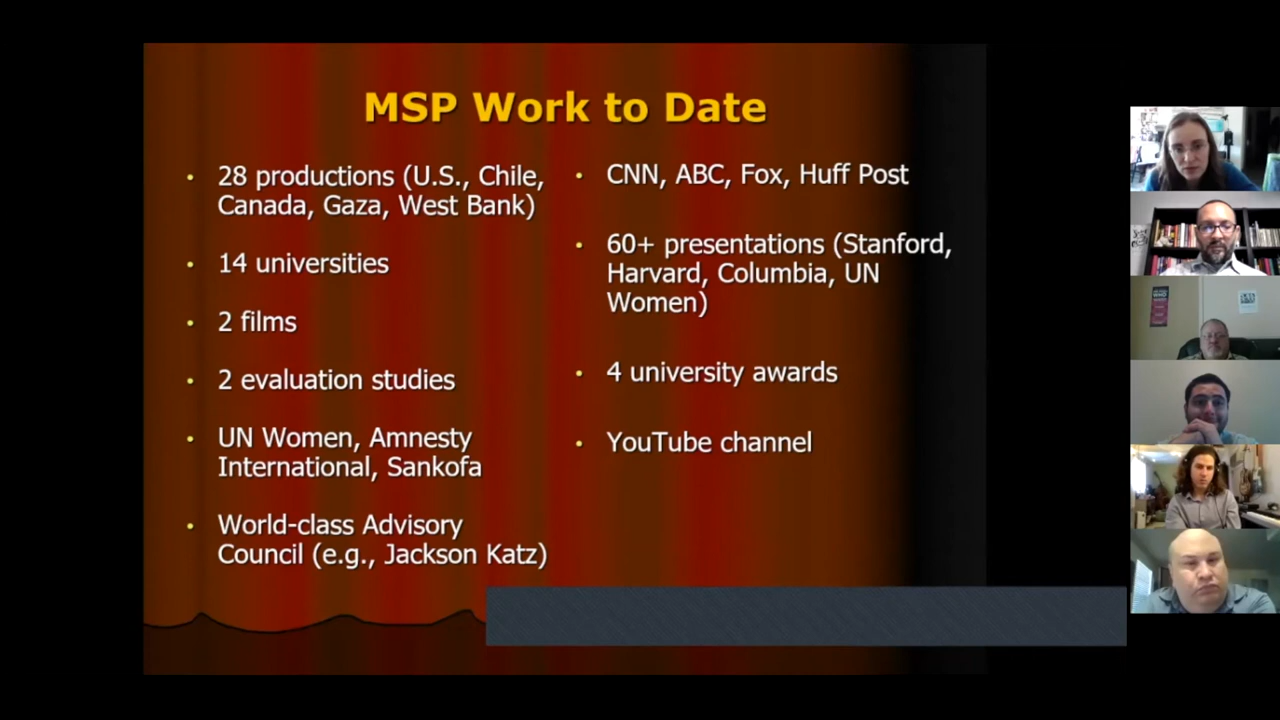 MSP Work to Date
• 28 productions (U.S., Chile,
Canada, Gaza, West Bank)
• 14 universities
• 2 films
• 2 evaluation studies
• UN Women, Amnesty
International, Sankofa
• World-class Advisory
Council (e.g., Jackson Katz)
• CNN, ABC, Fox, Huff Post
• 60+ presentations (Stanford,
Harvard, Columbia, UN
Women)
• 4 university awards
• YouTube channel